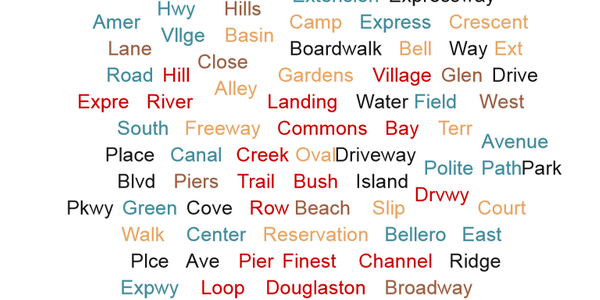 Extension Expressway
Hwy Hills
Amer Camp Express Crescent
Vllge Basin
Lane Boardwalk Bell Way Ext
Close
Road Hill Gardens Village Glen Drive
Alley
Expre River Landing Water Field West
South Freeway Commons Bay Terr
Avenue
Place Canal Creek Oval Driveway
Polite Path Park
Blvd Piers Trail Bush Island
Drvwy
Pkwy Green Cove Row Beach Slip Court
Walk Center Reservation Bellero East
Plce Ave Pier Finest Channel Ridge
Expwy Loop Douglaston Broadway